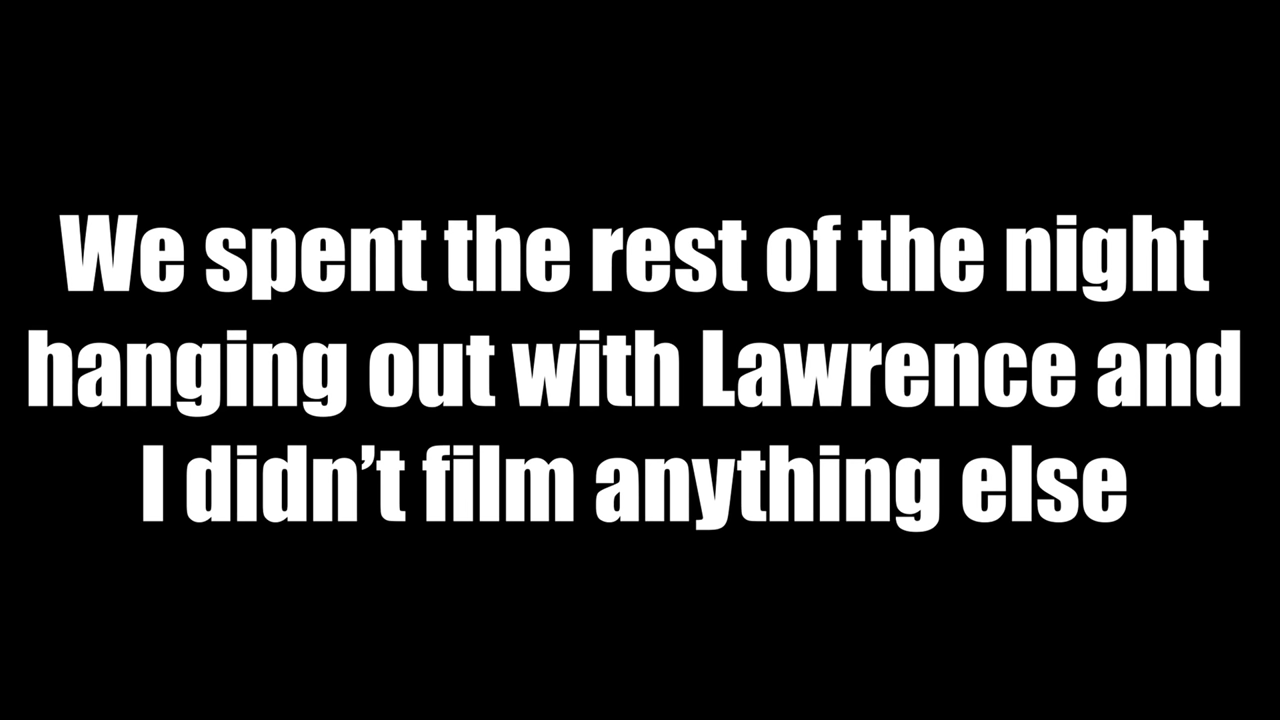 We spent the rest of the night
hanging out with Lawrence and
I didn’t film anything else